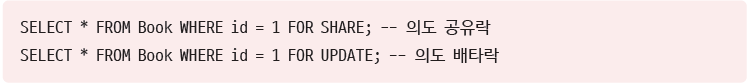 SELECT * FROM Book WHERE id = 1 FOR SHARE; -- 의도 공유락
SELECT * FROM Book WHERE id = 1 FOR UPDATE; -- 의도 배타락